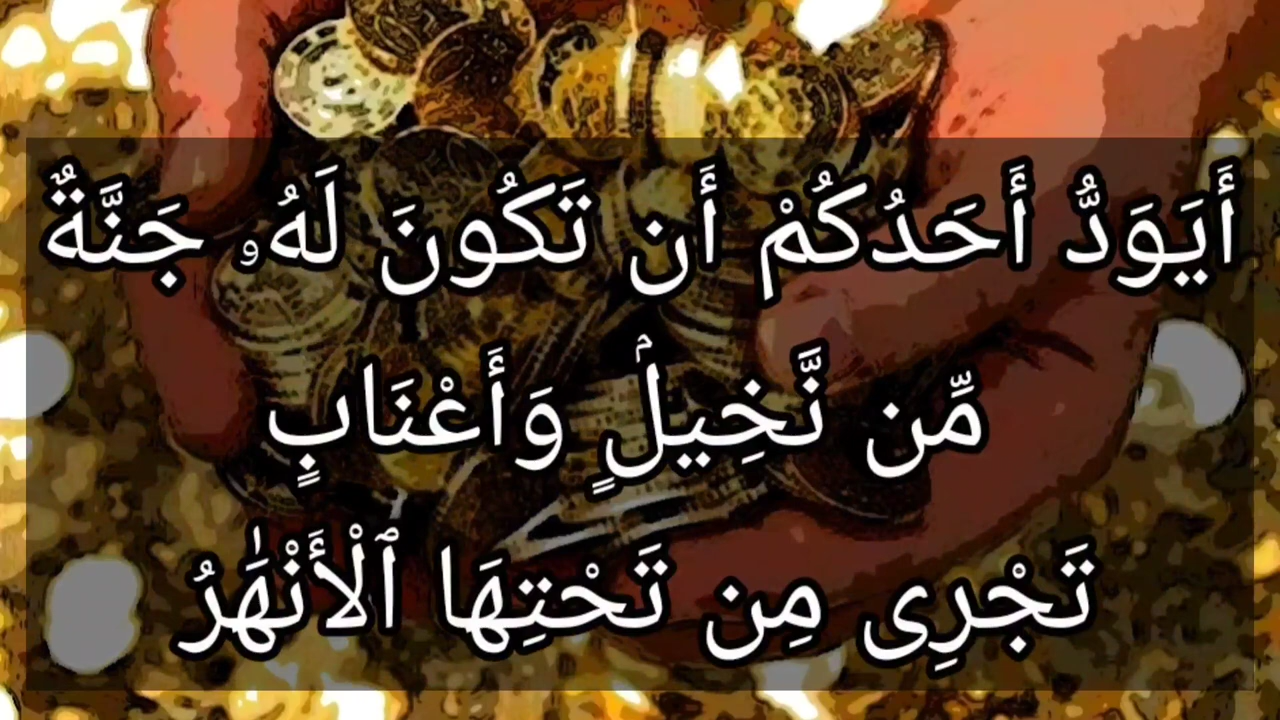 أَيَوَدُّ أَحَدُكُمْ أَن تَكُونَ لَهُۥ جَنَّةٌ
مِّن نَّخِيلٍۢ وَأَعْنَابٍ
تَجْرِى مِن تَحْتِهَا ٱلْأَنْهَٰرُ